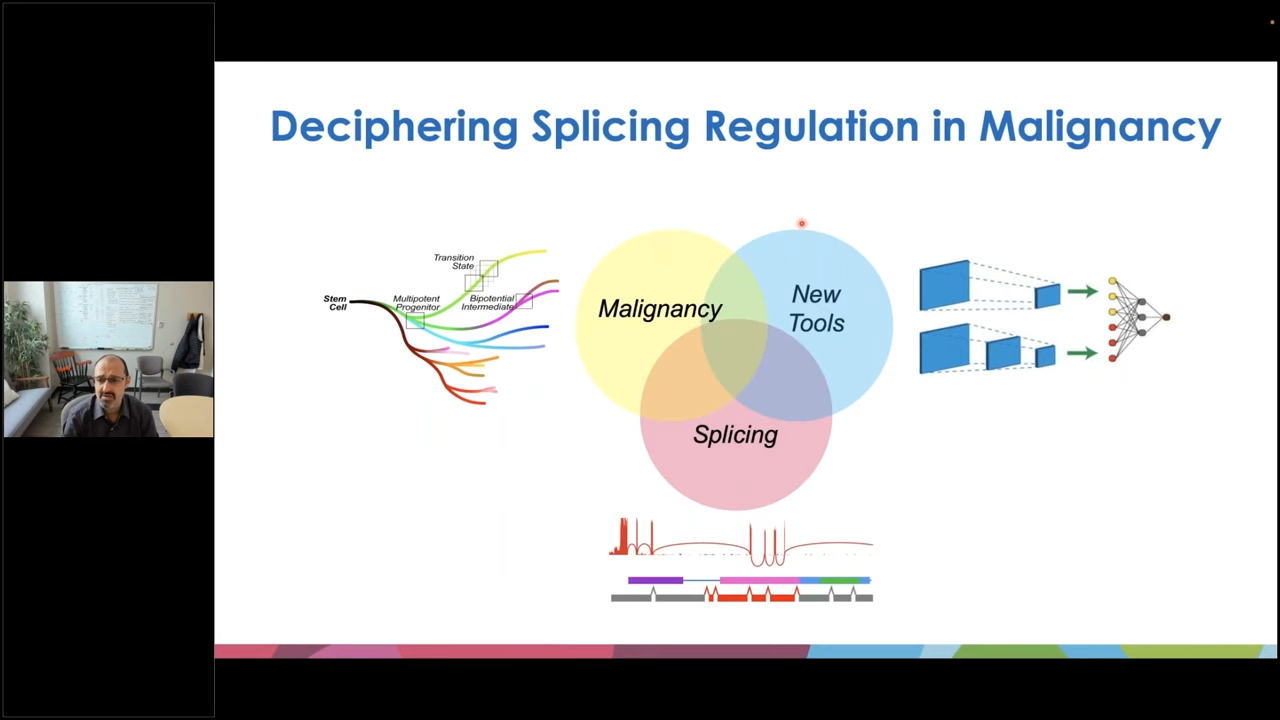 Deciphering Splicing Regulation in Malignancy
Transition
State
Stem
Cell
Multipotent
Progenitor
Bipotential
Intermediate
Malignancy
New
Tools
Splicing